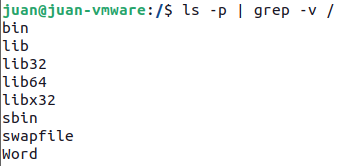 juan@juan-vmware:/$ ls -p | grep -v /
bin
lib
lib32
lib64
libx32
sbin
swapfile
Word